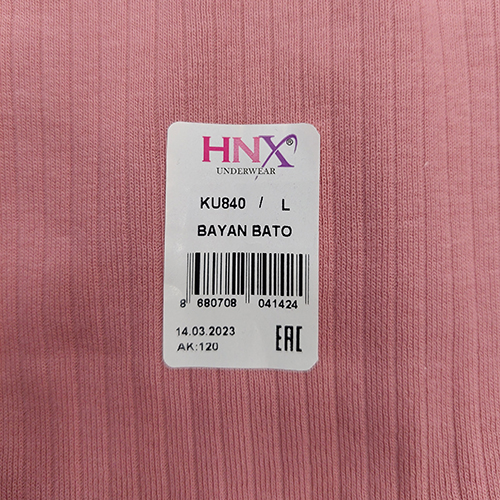 HNX®
UNDERWEAR
KU840 / L
BAYAN BATO
8 680708 041424
14.03.2023
AK:120
EAC